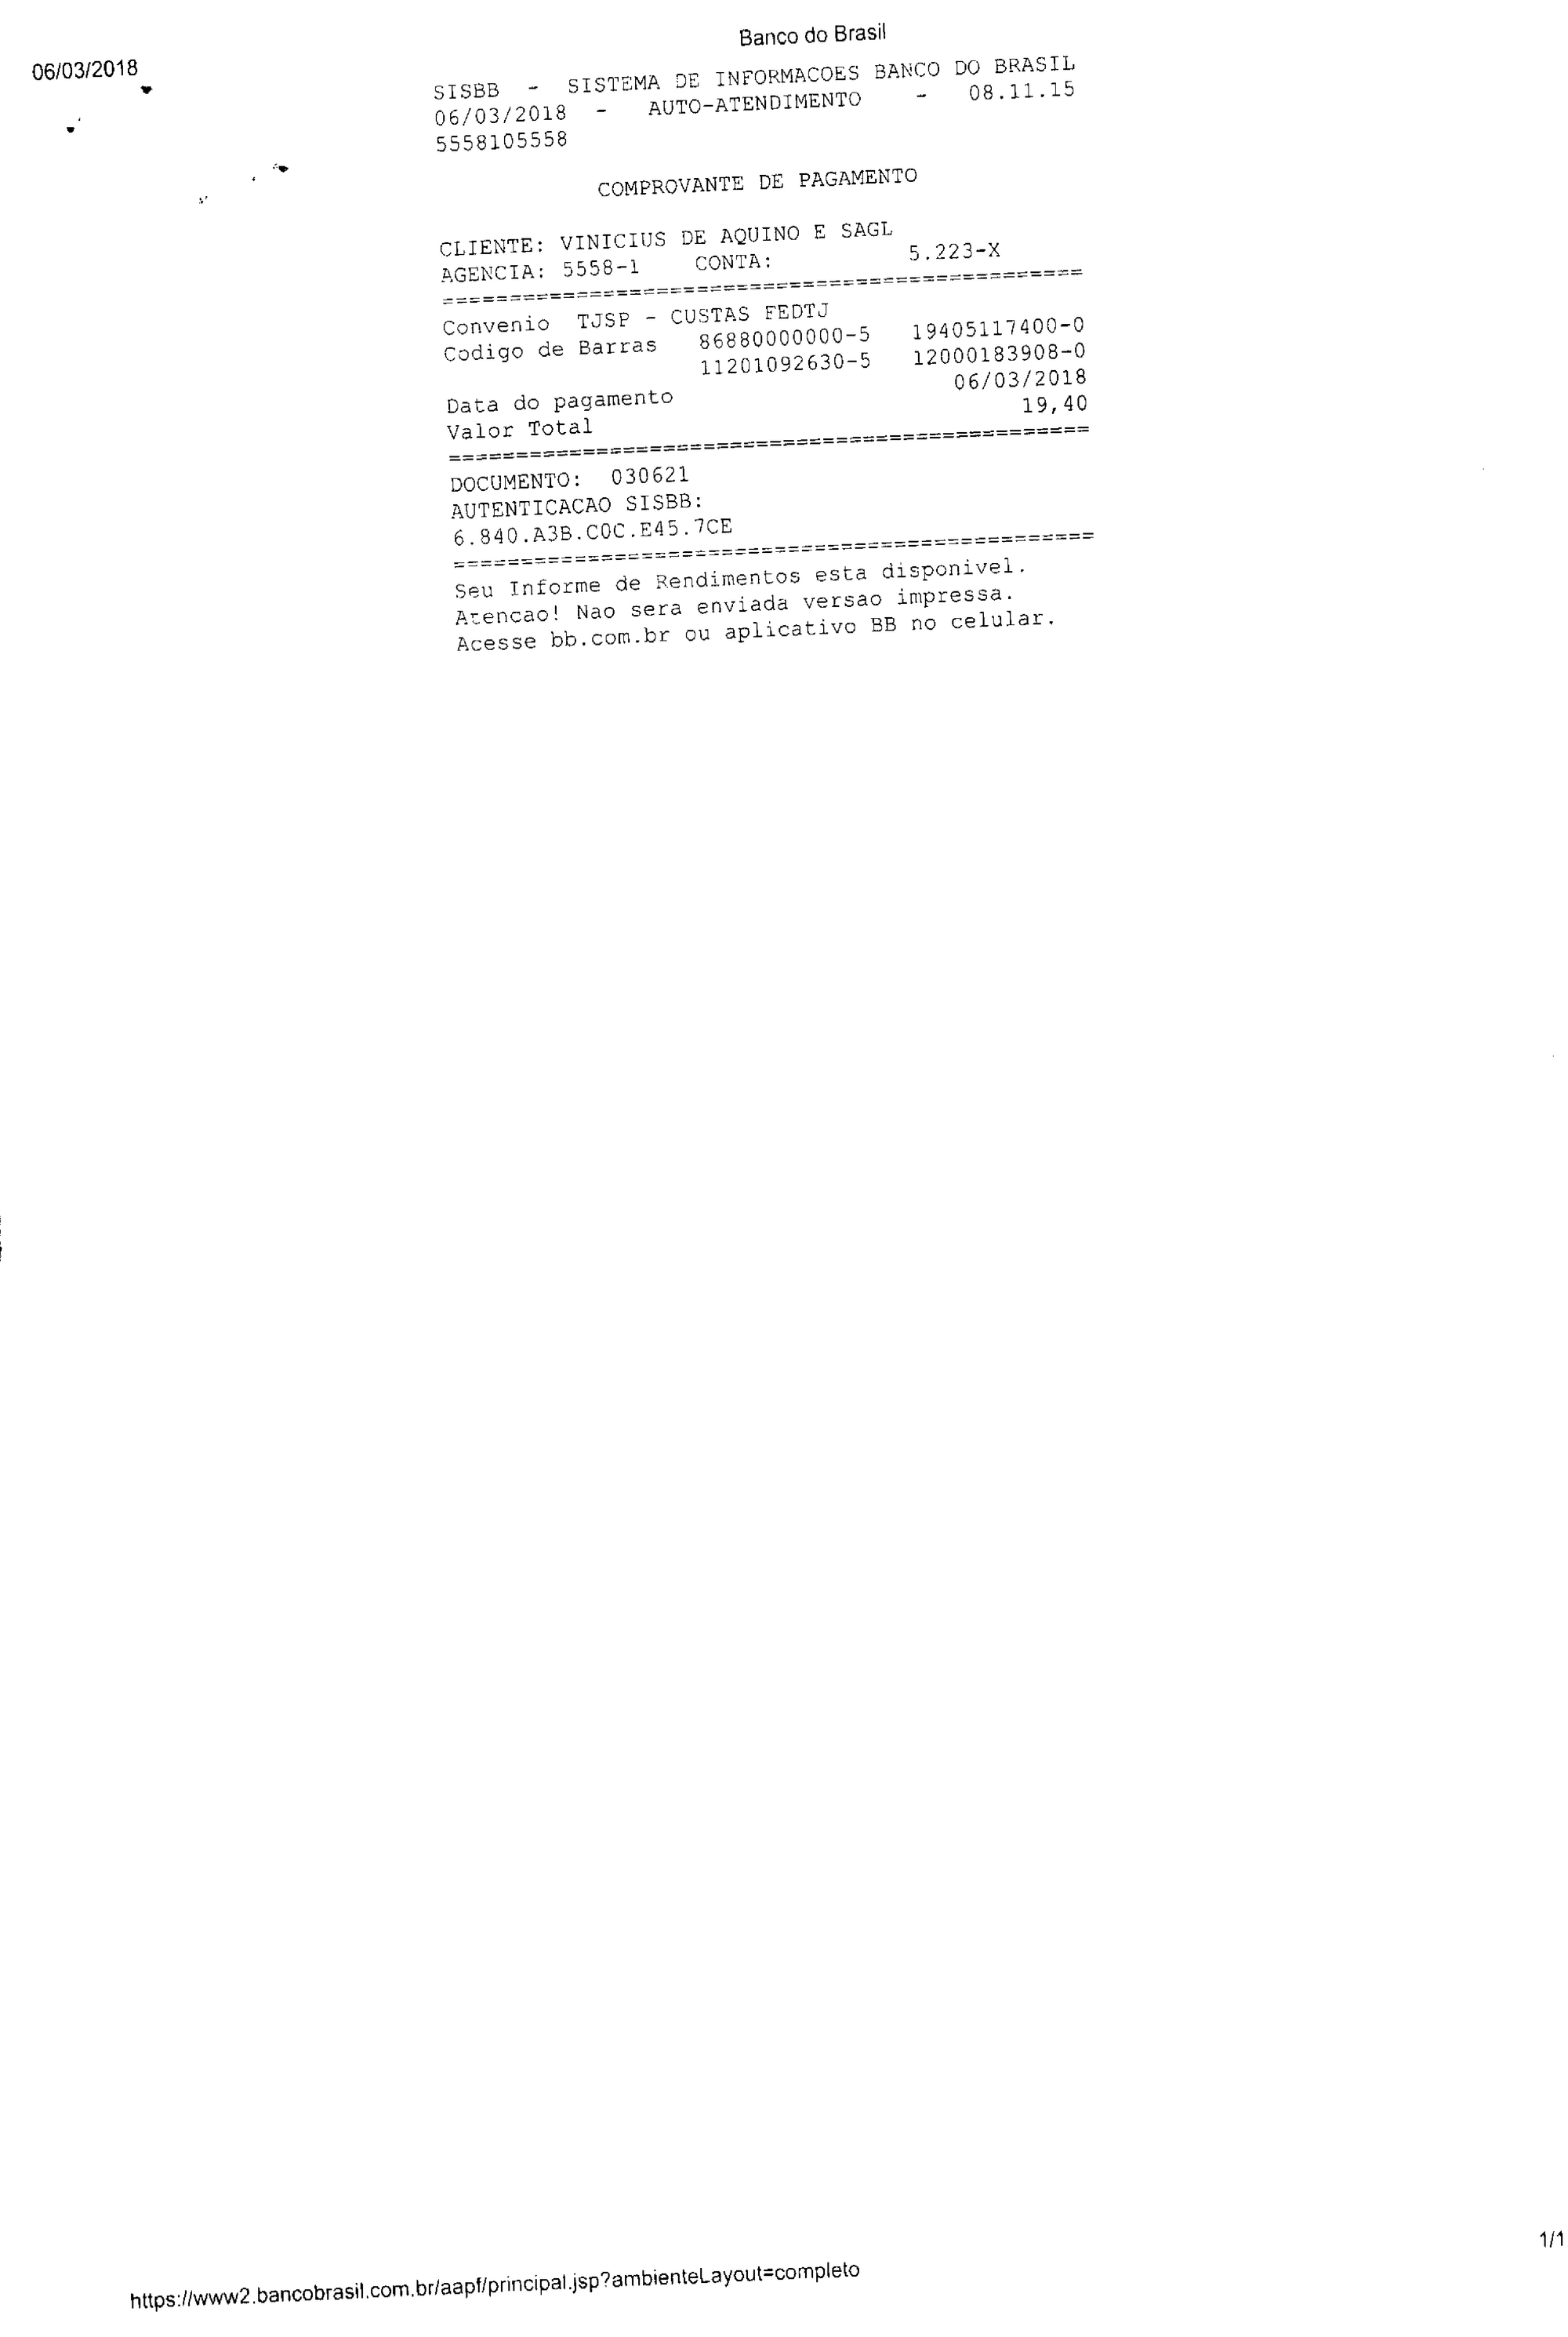 Banco do Brasil
06/03/2018
SISBB - SISTEMA DE INFORMACOES BANCO DO BRASIL
06/03/2018 - AUTO-ATENDIMENTO - 08.11.15
5558105558
COMPROVANTE DE PAGAMENTO
CLIENTE: VINICIUS DE AQUINO E SAGL
AGENCIA: 5558-1 CONTA: 5.223-X
================================================
Convenio TJSP - CUSTAS FEDTJ
Codigo de Barras 86880000000-5 19405117400-0
11201092630-5 12000183908-0
Data do pagamento 06/03/2018
Valor Total 19,40
================================================
DOCUMENTO: 030621
AUTENTICACAO SISBB:
6.840.A3B.C0C.E45.7CE
================================================
Seu Informe de Rendimentos esta disponivel.
Atencao! Nao sera enviada versao impressa.
Acesse bb.com.br ou aplicativo BB no celular.
https://www2.bancobrasil.com.br/aapf/principal.jsp?ambienteLayout=completo
1/1